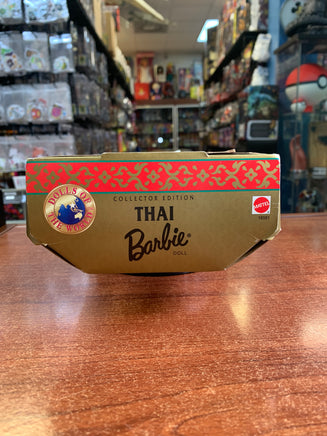 DOLLS OF
THE WORLD
COLLECTOR EDITION
THAI
Barbie®
DOLL
MATTEL